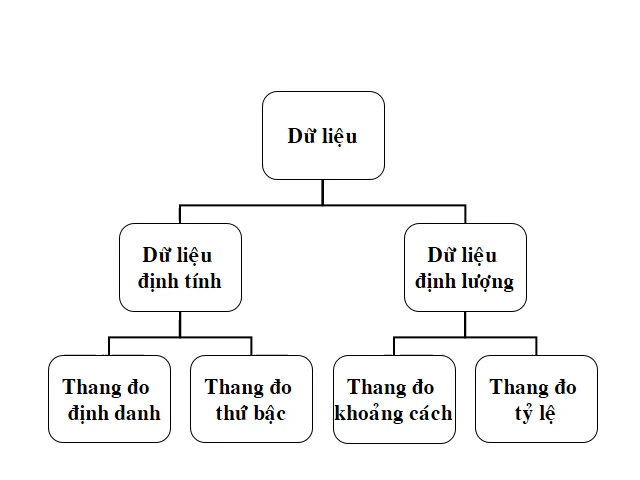 Dữ liệu
Dữ liệu
định tính
Dữ liệu
định lượng
Thang đo
định danh
Thang đo
thứ bậc
Thang đo
khoảng cách
Thang đo
tỷ lệ